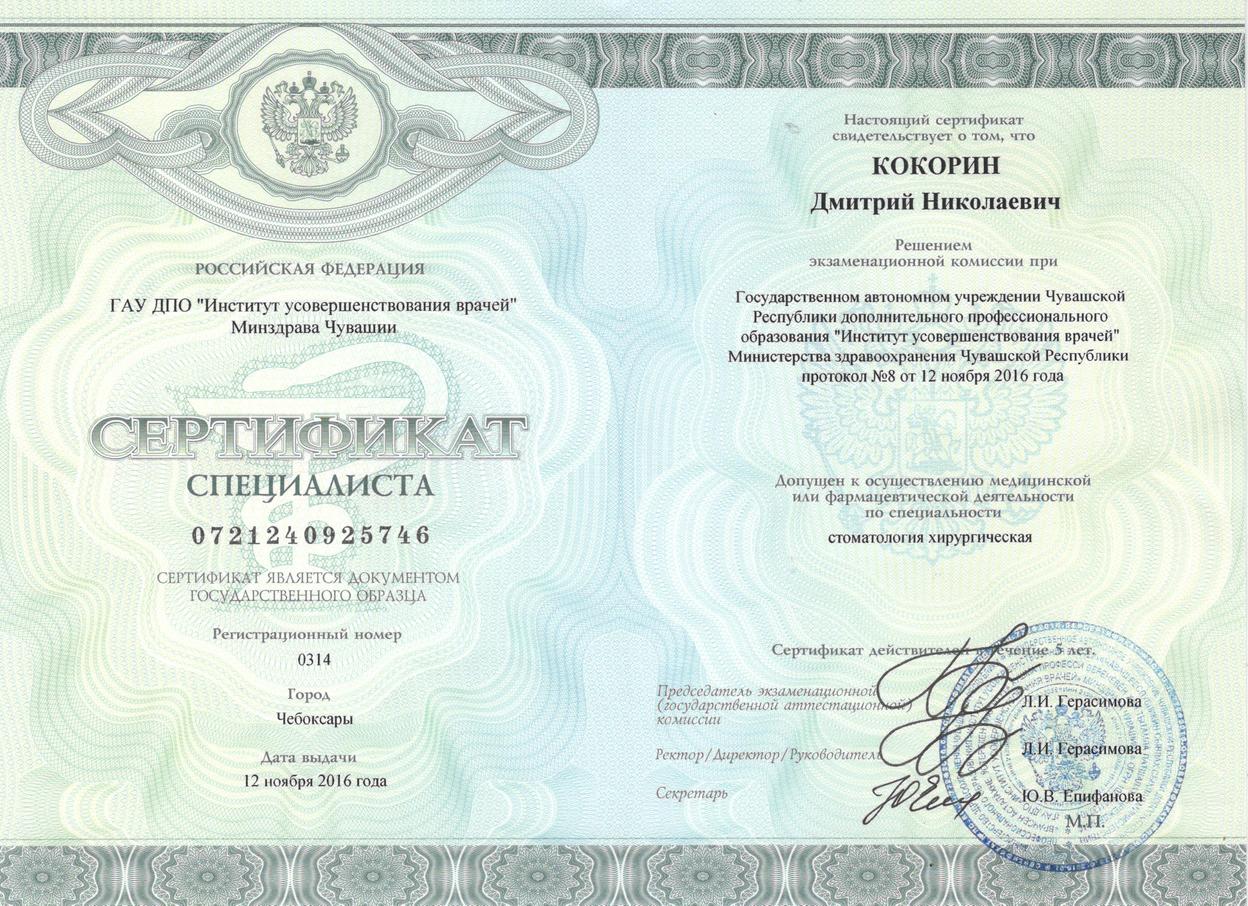 РОССИЙСКАЯ ФЕДЕРАЦИЯ
ГАУ ДПО "Институт усовершенствования врачей"
Минздрава Чувашии
СЕРТИФИКАТ
СПЕЦИАЛИСТА
0721240925746
СЕРТИФИКАТ ЯВЛЯЕТСЯ ДОКУМЕНТОМ
ГОСУДАРСТВЕННОГО ОБРАЗЦА
Регистрационный номер
0314
Город
Чебоксары
Дата выдачи
12 ноября 2016 года
Настоящий сертификат
свидетельствует о том, что
КОКОРИН
Дмитрий Николаевич
Решением
экзаменационной комиссии при
Государственном автономном учреждении Чувашской
Республики дополнительного профессионального
образования "Институт усовершенствования врачей"
Министерства здравоохранения Чувашской Республики
протокол №8 от 12 ноября 2016 года
Допущен к осуществлению медицинской
или фармацевтической деятельности
по специальности
стоматология хирургическая
Сертификат действителен в течение 5 лет.
Председатель экзаменационной
(государственной аттестационной)
комиссии
Л.И. Герасимова
Ректор/Директор/Руководитель
Л.И. Герасимова
Секретарь
Ю.В. Епифанова
М.П.